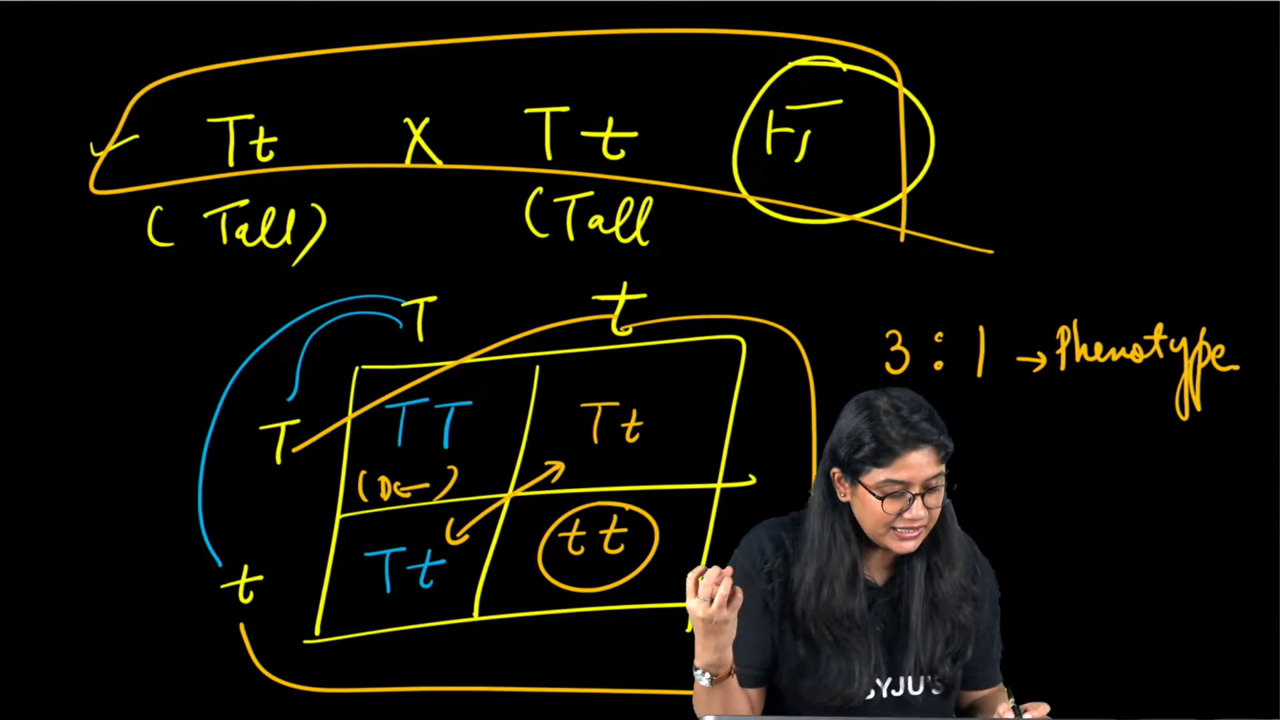 Tt X Tt F1
(Tall) (Tall
T t
3 : 1 → Phenotype
T TT Tt
t Tt tt
BYJU'S